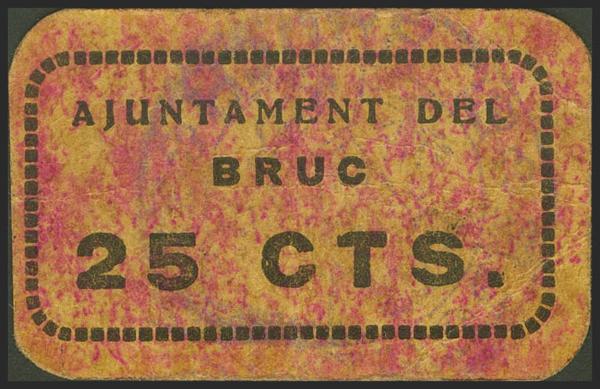 AJUNTAMENT DEL
BRUC
25 CTS.